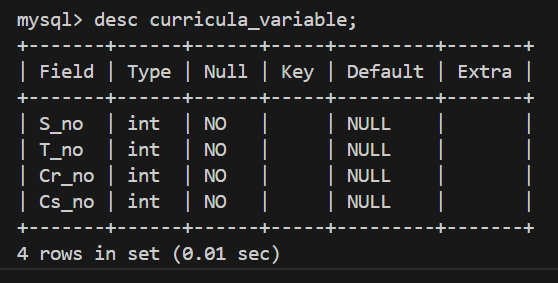 mysql> desc curricula_variable;
+-------+------+------+-----+---------+-------+
| Field | Type | Null | Key | Default | Extra |
+-------+------+------+-----+---------+-------+
| S_no  | int  | NO   |     | NULL    |       |
| T_no  | int  | NO   |     | NULL    |       |
| Cr_no | int  | NO   |     | NULL    |       |
| Cs_no | int  | NO   |     | NULL    |       |
+-------+------+------+-----+---------+-------+
4 rows in set (0.01 sec)